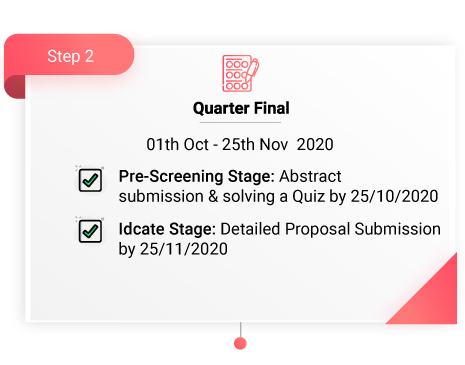 Step 2
Quarter Final
01th Oct - 25th Nov 2020
Pre-Screening Stage: Abstract
submission & solving a Quiz by 25/10/2020
Idcate Stage: Detailed Proposal Submission
by 25/11/2020